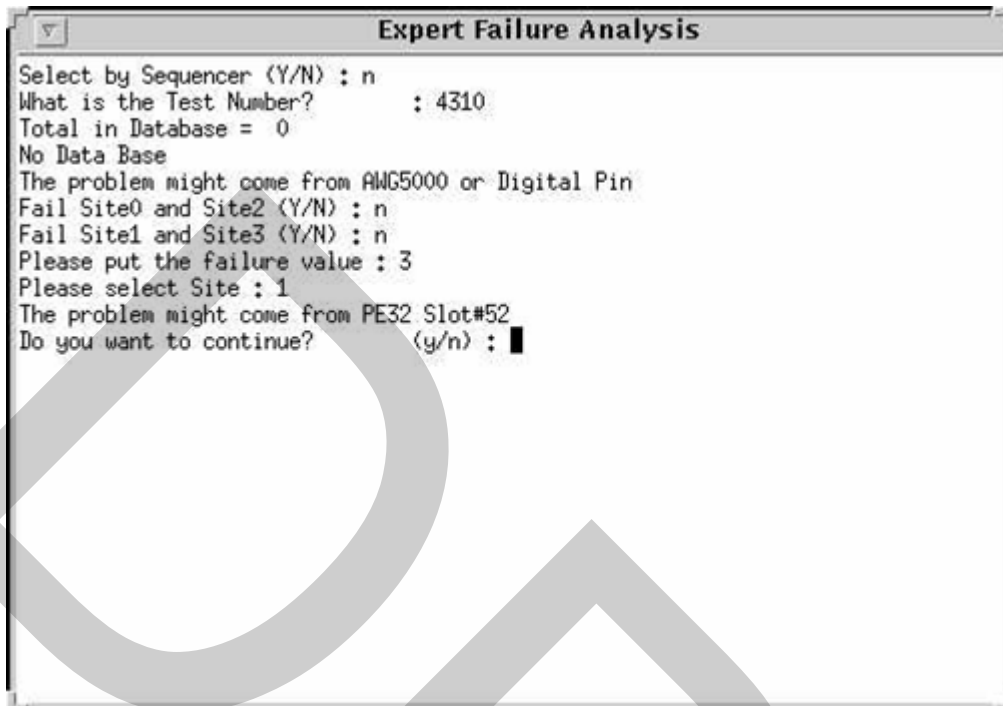 Expert Failure Analysis
Select by Sequencer (Y/N) : n
What is the Test Number? : 4310
Total in Database = 0
No Data Base
The problem might come from AWG5000 or Digital Pin
Fail Site0 and Site2 (Y/N) : n
Fail Site1 and Site3 (Y/N) : n
Please put the failure value : 3
Please select Site : 1
The problem might come from PE32 Slot#52
Do you want to continue? (y/n) :